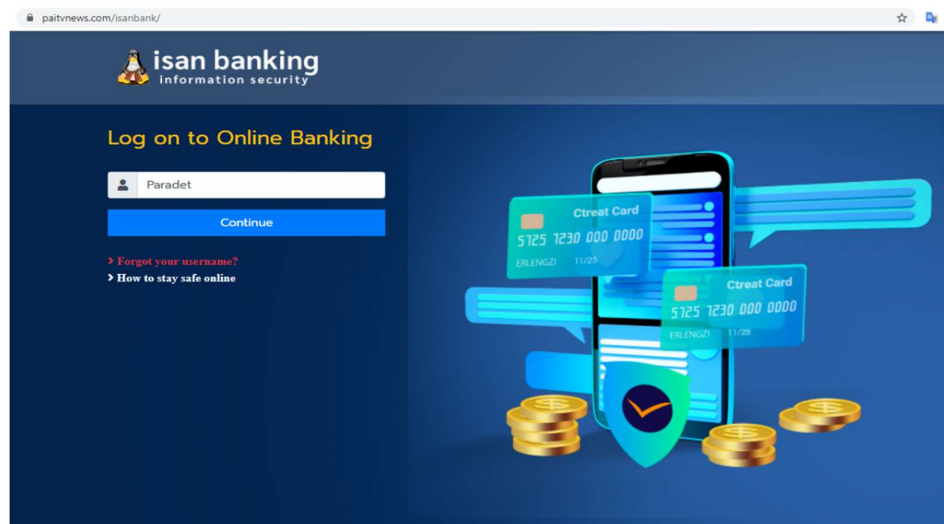 paitvnews.com/isanbank/
isan banking
information security
Log on to Online Banking
Paradet
Continue
> Forgot your username?
> How to stay safe online
Ctreat Card
5725 7230 000 0000
ERLENGZI 11/25
Ctreat Card
5725 7230 000 0000
ERLENGZI 11/25